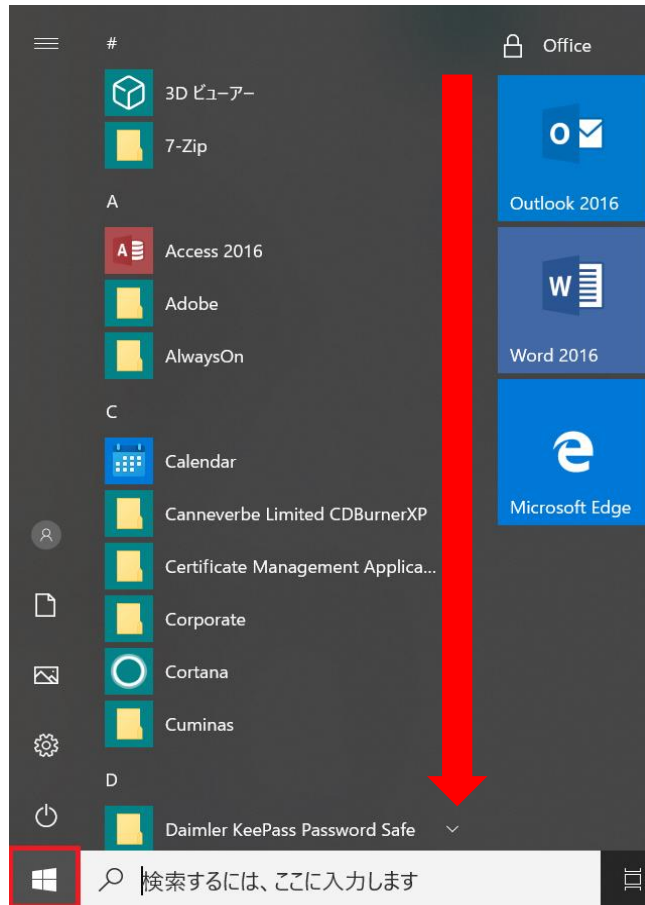 #
3D ビューアー
7-Zip
A
Access 2016
Adobe
AlwaysOn
C
Calendar
Canneverbe Limited CDBurnerXP
Certificate Management Applica...
Corporate
Cortana
Cuminas
D
Daimler KeePass Password Safe
Office
Outlook 2016
Word 2016
Microsoft Edge
検索するには、ここに入力します